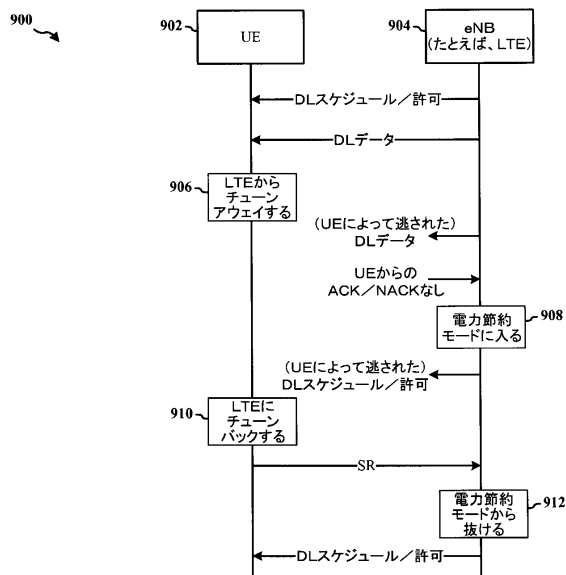 900
902
UE
904
eNB
(たとえば、LTE)
DLスケジュール/許可
DLデータ
906
LTEから
チューン
アウェイする
(UEによって逃された)
DLデータ
UEからの
ACK/NACKなし
908
電力節約
モードに入る
(UEによって逃された)
DLスケジュール/許可
910
LTEに
チューン
バックする
SR
912
電力節約
モードから
抜ける
DLスケジュール/許可